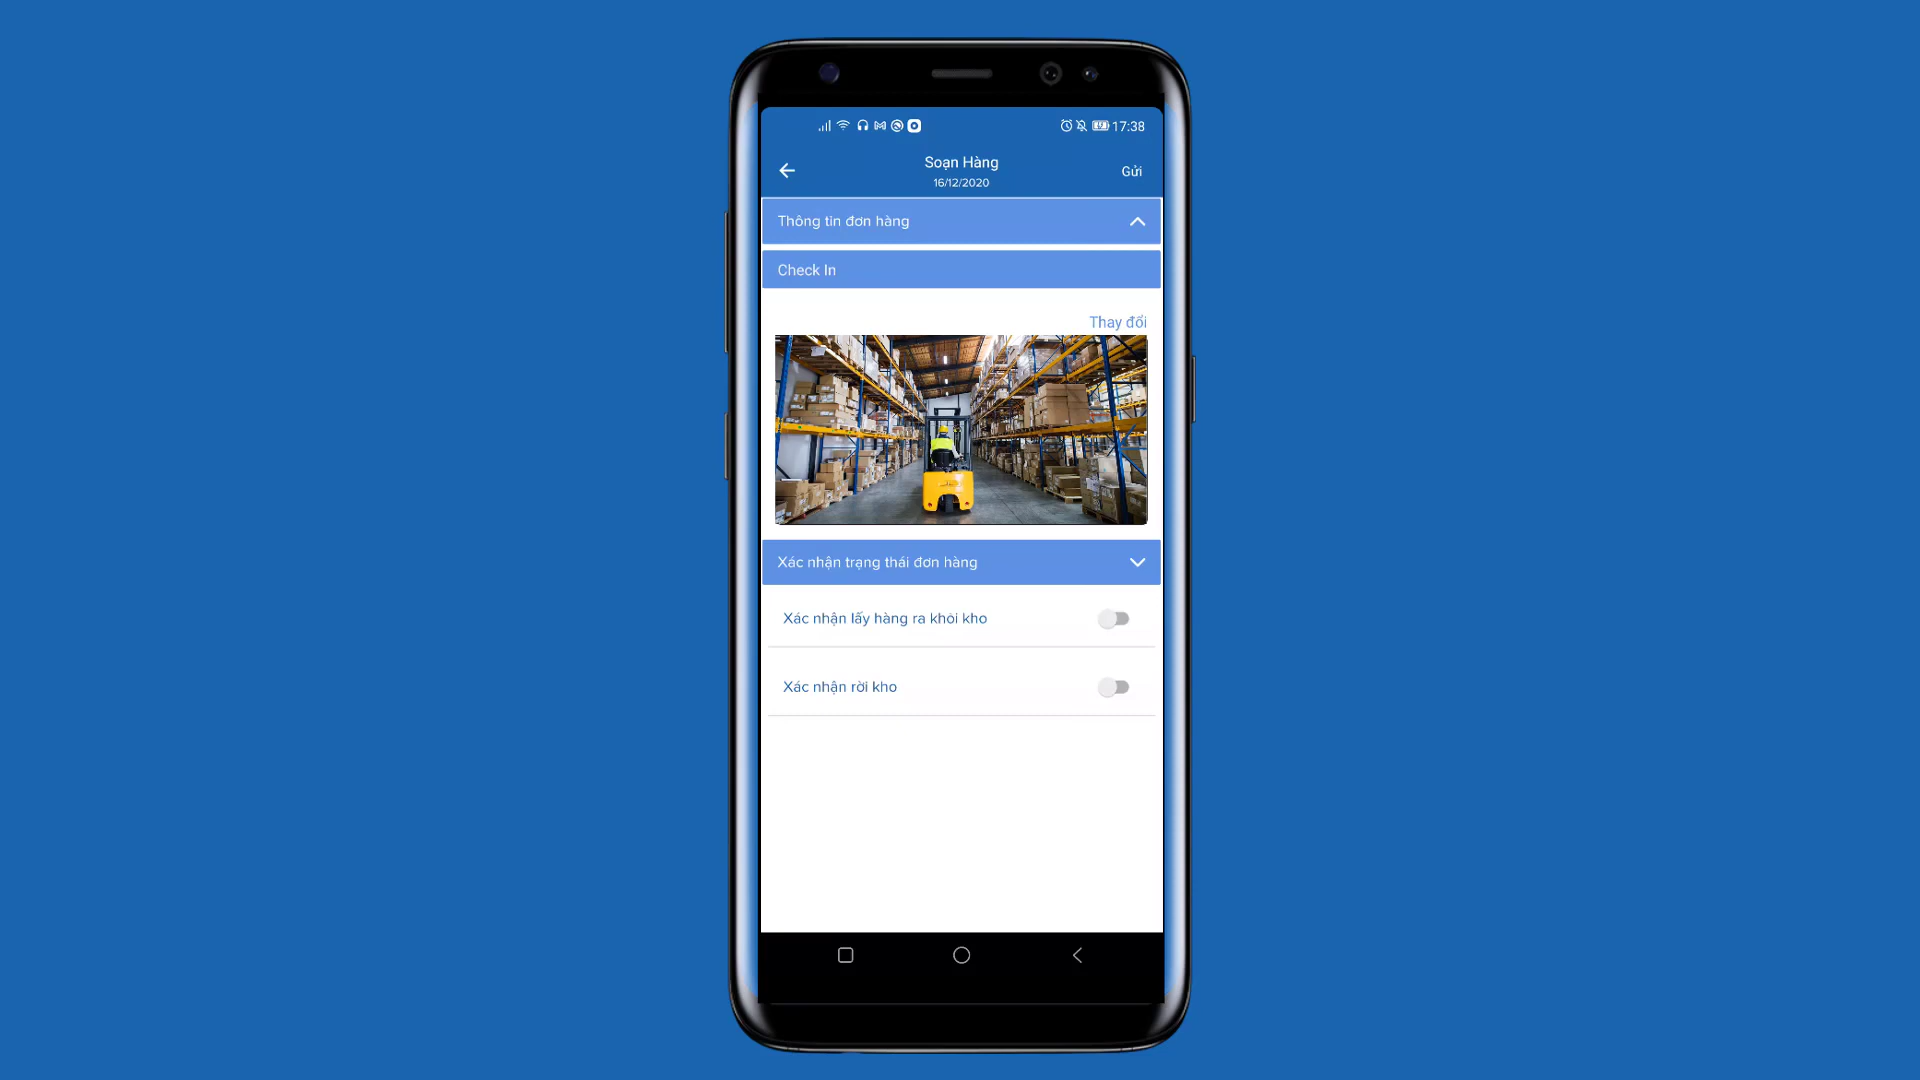 17:38
Soạn Hàng
16/12/2020
Gửi
Thông tin đơn hàng
Check In
Thay đổi
Xác nhận trạng thái đơn hàng
Xác nhận lấy hàng ra khỏi kho
Xác nhận rời kho